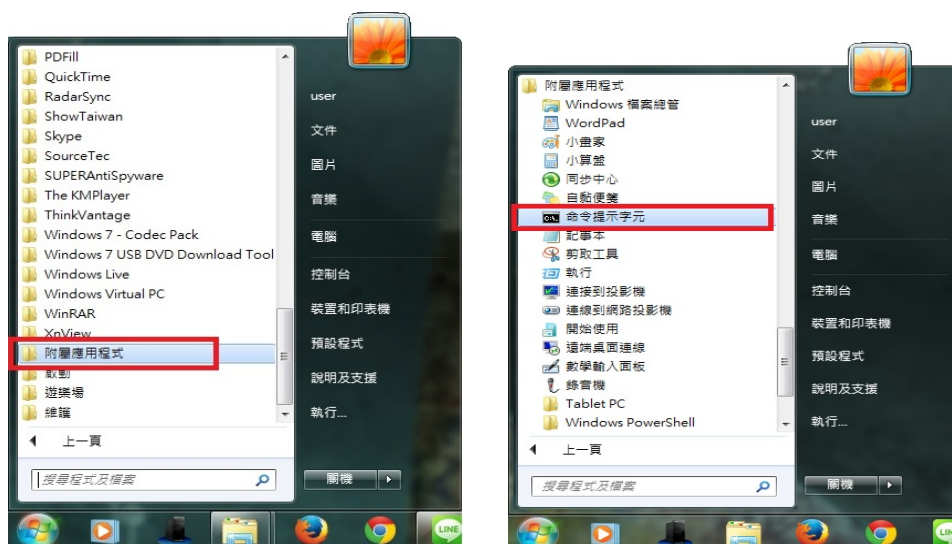 PDFill
QuickTime
RadarSync
ShowTaiwan
Skype
SourceTec
SUPERAntiSpyware
The KMPlayer
ThinkVantage
Windows 7 - Codec Pack
Windows 7 USB DVD Download Tool
Windows Live
Windows Virtual PC
WinRAR
XnView
附屬應用程式
啟動
遊樂場
維護
上一頁
搜尋程式及檔案
user
文件
圖片
音樂
電腦
控制台
裝置和印表機
預設程式
說明及支援
執行...
關機
LINE
附屬應用程式
Windows 檔案總管
WordPad
小畫家
小算盤
同步中心
自黏便箋
命令提示字元
記事本
剪取工具
執行
連接到投影機
連線到網路投影機
開始使用
遠端桌面連線
數學輸入面板
錄音機
Tablet PC
Windows PowerShell
上一頁
搜尋程式及檔案
user
文件
圖片
音樂
電腦
控制台
裝置和印表機
預設程式
說明及支援
執行...
關機